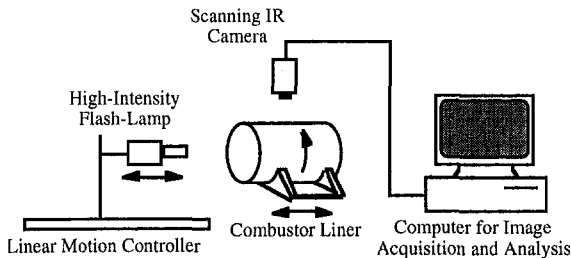 Scanning IR
Camera
High-Intensity
Flash-Lamp
Linear Motion Controller
Combustor Liner
Computer for Image
Acquisition and Analysis